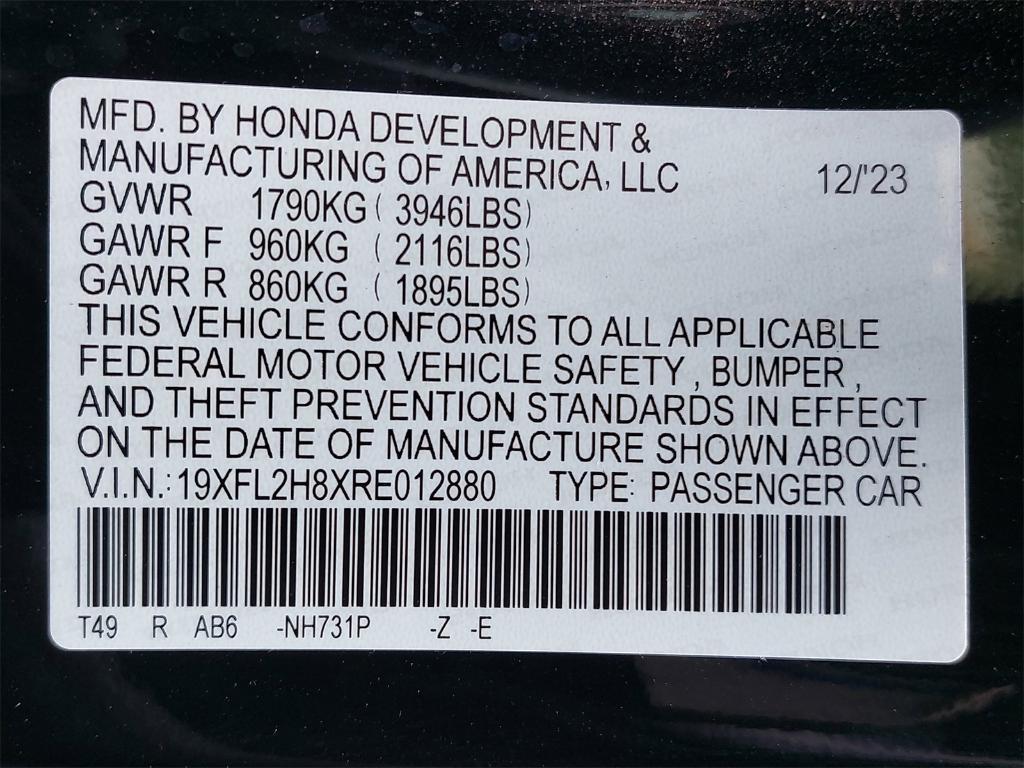 MFD. BY HONDA DEVELOPMENT &
MANUFACTURING OF AMERICA, LLC 12/'23
GVWR 1790KG ( 3946LBS)
GAWR F 960KG ( 2116LBS)
GAWR R 860KG ( 1895LBS)
THIS VEHICLE CONFORMS TO ALL APPLICABLE
FEDERAL MOTOR VEHICLE SAFETY , BUMPER ,
AND THEFT PREVENTION STANDARDS IN EFFECT
ON THE DATE OF MANUFACTURE SHOWN ABOVE.
V.I.N.: 19XFL2H8XRE012880 TYPE: PASSENGER CAR
T49 R AB6 -NH731P -Z -E